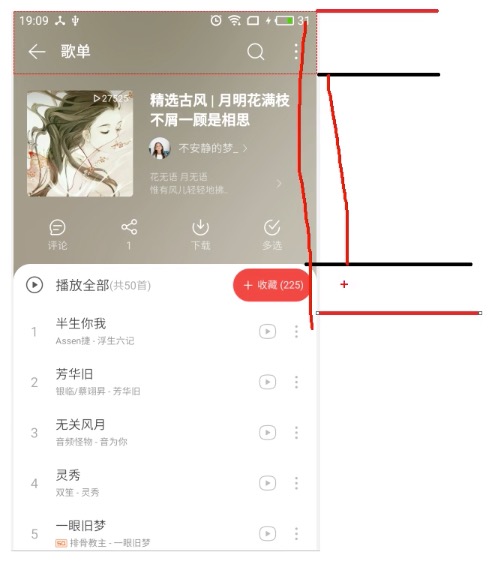 19:09 31
歌单
27525
精选古风 | 月明花满枝
不屑一顾是相思
不安静的梦_
花无语 月无语
惟有风儿轻轻地拂..
评论 1 下载 多选
播放全部(共50首) + 收藏 (225)
1 半生你我
Assen捷 - 浮生六记
2 芳华旧
银临/蔡翊昇 - 芳华旧
3 无关风月
音频怪物 - 音为你
4 灵秀
双笙 - 灵秀
5 一眼旧梦
SQ 排骨教主 - 一眼旧梦